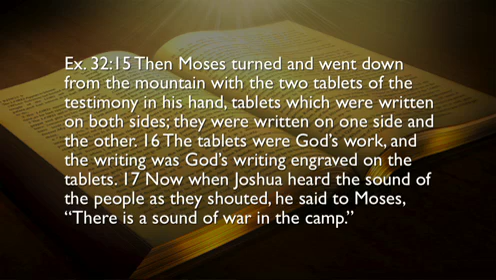 Ex. 32:15 Then Moses turned and went down
from the mountain with the two tablets of the
testimony in his hand, tablets which were written
on both sides; they were written on one side and
the other. 16 The tablets were God’s work, and
the writing was God’s writing engraved on the
tablets. 17 Now when Joshua heard the sound of
the people as they shouted, he said to Moses,
“There is a sound of war in the camp.”